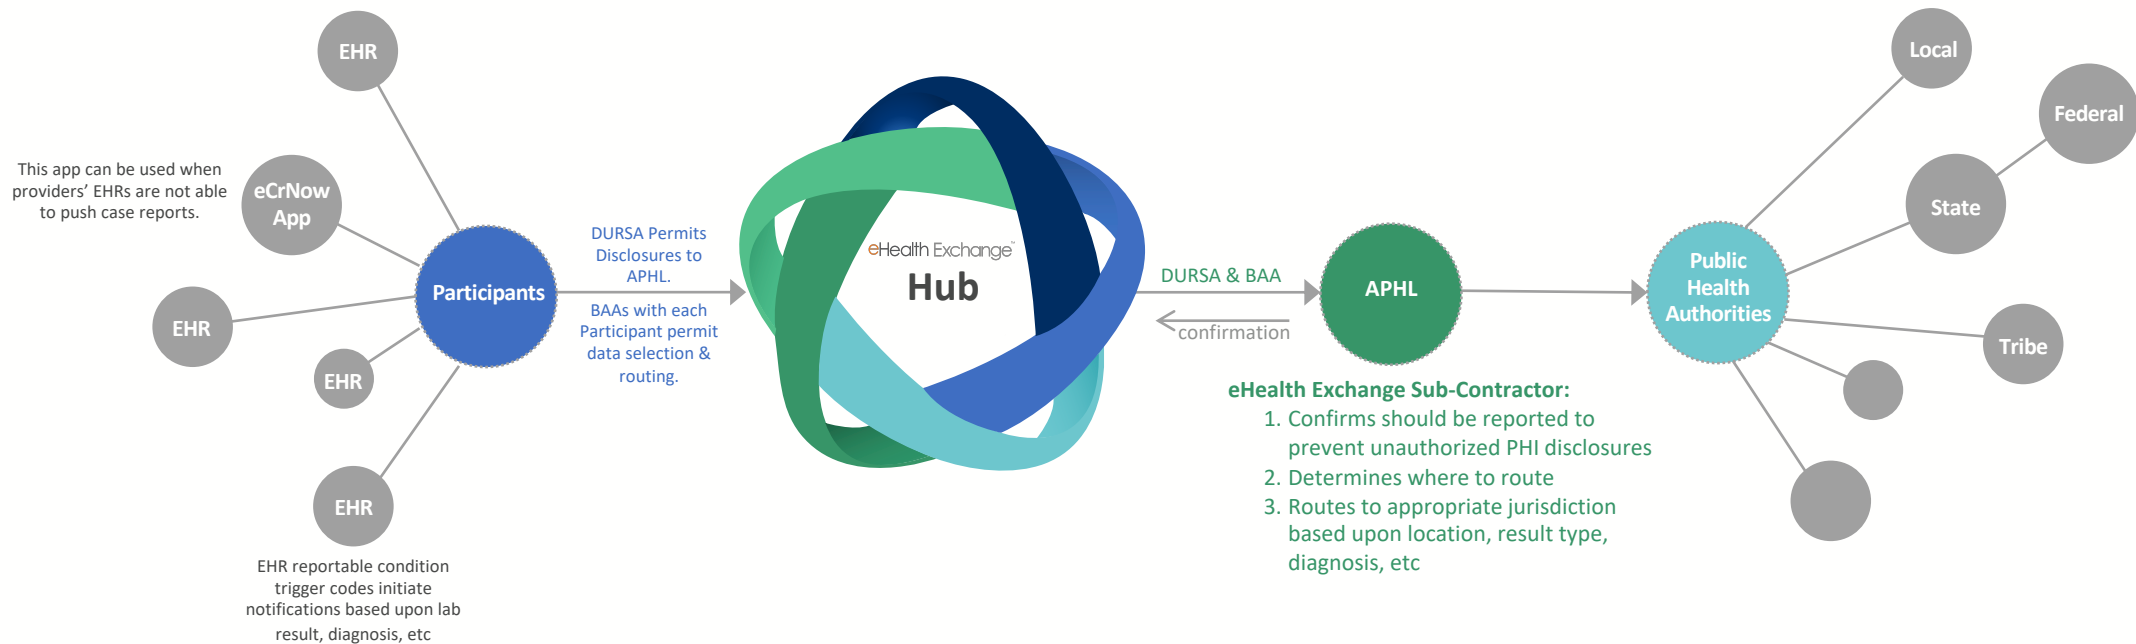 EHR
This app can be used when
providers’ EHRs are not able
to push case reports.
eCrNow
App
EHR
EHR
EHR
EHR reportable condition
trigger codes initiate
notifications based upon lab
result, diagnosis, etc
Participants
DURSA Permits
Disclosures to
APHL.
BAAs with each
Participant permit
data selection &
routing.
eHealth Exchange™
Hub
DURSA & BAA
confirmation
APHL
eHealth Exchange Sub-Contractor:
1. Confirms should be reported to
prevent unauthorized PHI disclosures
2. Determines where to route
3. Routes to appropriate jurisdiction
based upon location, result type,
diagnosis, etc
Public
Health
Authorities
Local
Federal
State
Tribe